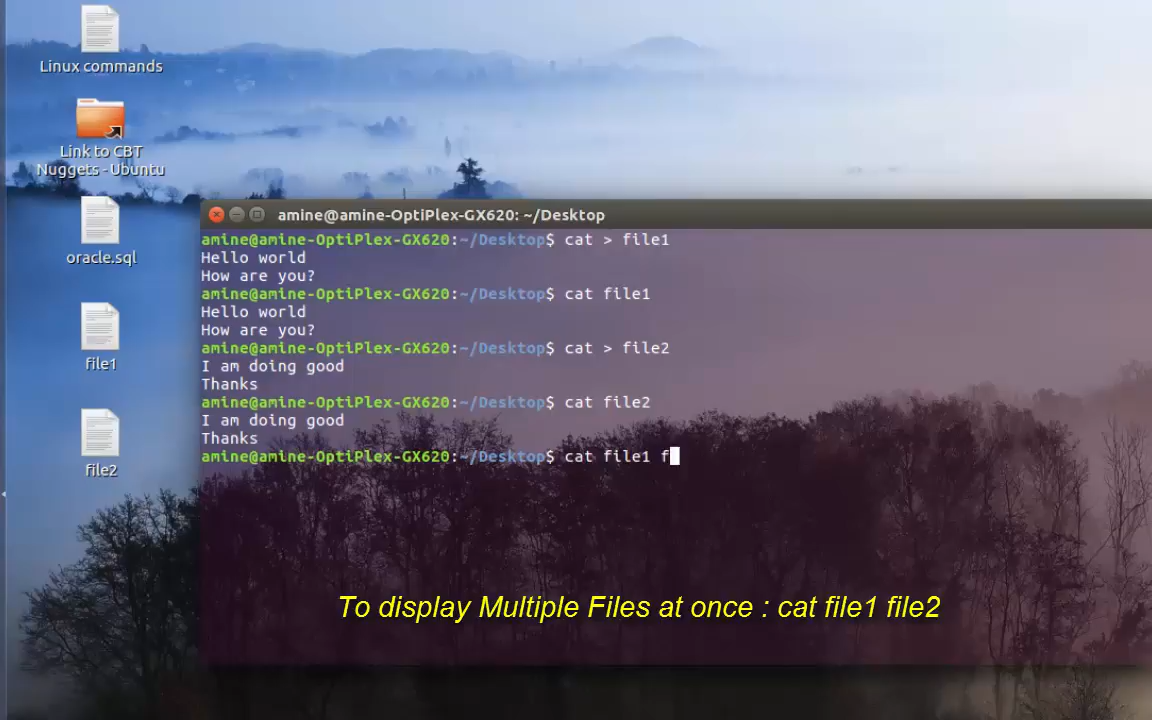 Linux commands
Link to CBT
Nuggets - Ubuntu
oracle.sql
file1
file2
amine@amine-OptiPlex-GX620: ~/Desktop
amine@amine-OptiPlex-GX620:~/Desktop$ cat > file1
Hello world
How are you?
amine@amine-OptiPlex-GX620:~/Desktop$ cat file1
Hello world
How are you?
amine@amine-OptiPlex-GX620:~/Desktop$ cat > file2
I am doing good
Thanks
amine@amine-OptiPlex-GX620:~/Desktop$ cat file2
I am doing good
Thanks
amine@amine-OptiPlex-GX620:~/Desktop$ cat file1 f
To display Multiple Files at once : cat file1 file2